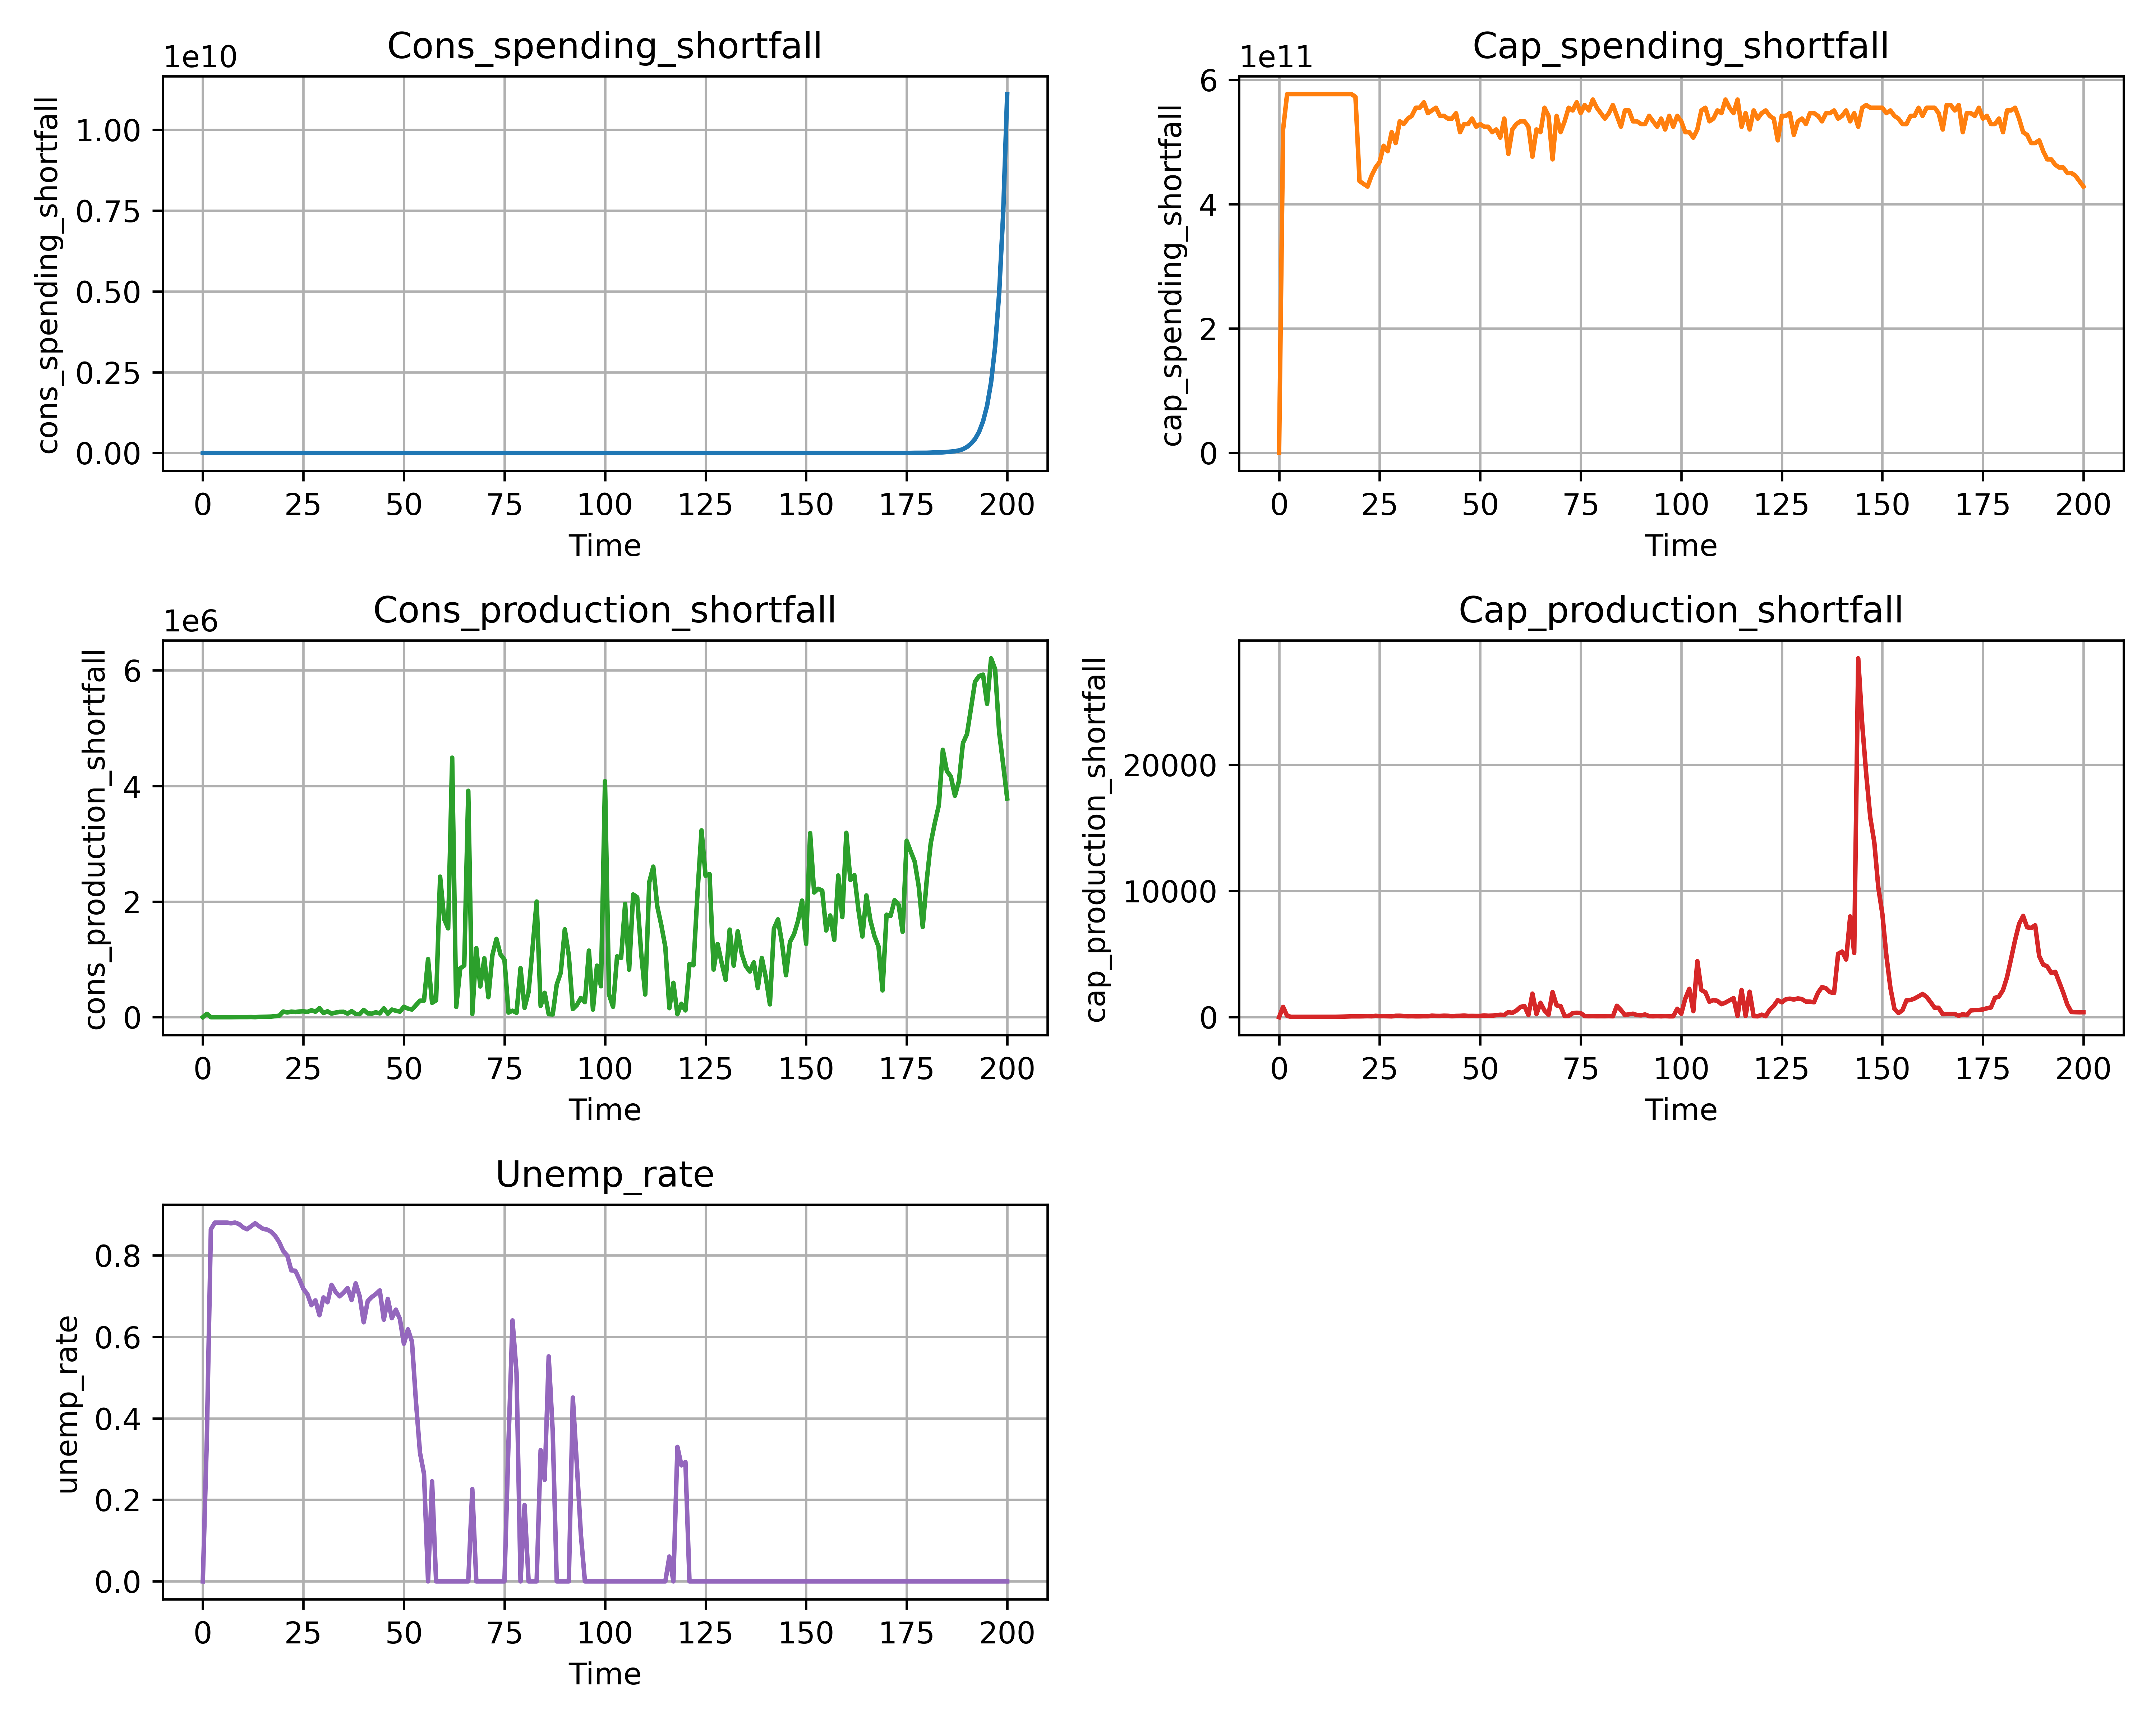 Cons_spending_shortfall
1e10
cons_spending_shortfall
1.00
0.75
0.50
0.25
0.00
0 25 50 75 100 125 150 175 200
Time
Cap_spending_shortfall
1e11
cap_spending_shortfall
6
4
2
0
0 25 50 75 100 125 150 175 200
Time
Cons_production_shortfall
1e6
cons_production_shortfall
6
4
2
0
0 25 50 75 100 125 150 175 200
Time
Cap_production_shortfall
cap_production_shortfall
20000
10000
0
0 25 50 75 100 125 150 175 200
Time
Unemp_rate
unemp_rate
0.8
0.6
0.4
0.2
0.0
0 25 50 75 100 125 150 175 200
Time